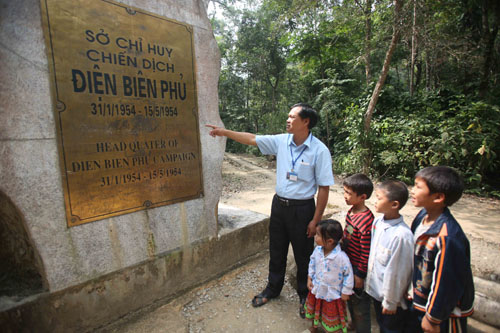 SỞ CHỈ HUY
CHIẾN DỊCH
ĐIỆN BIÊN PHỦ
31/1/1954 - 15/5/1954
HEAD QUATER OF
DIEN BIEN PHU CAMPAIGN
31/1/1954 - 15/5/1954